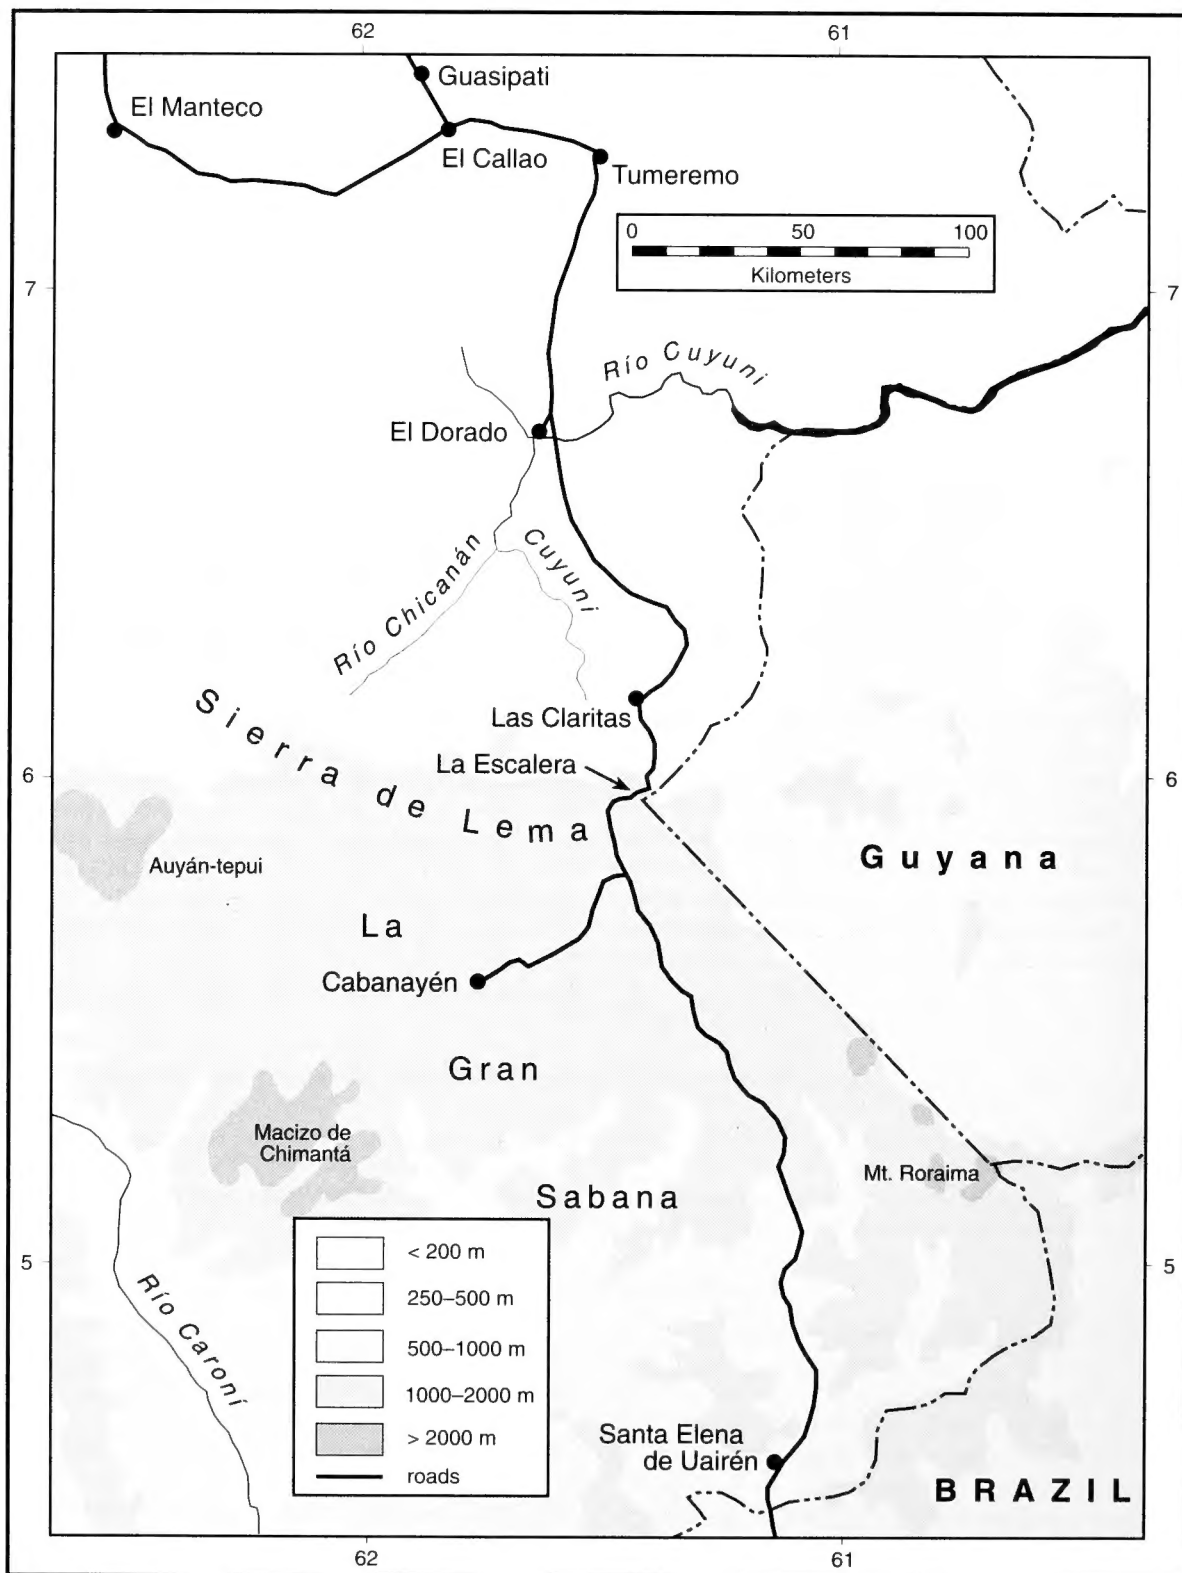 62 61
Guasipati
El Manteco
El Callao
Tumeremo
0 50 100
Kilometers
7 7
Río Cuyuni
El Dorado
Río Chicanán
Cuyuni
Sierra de Lema
Las Claritas
La Escalera
6 6
Auyán-tepui
Guyana
La
Cabanayén
Gran
Macizo de
Chimantá
Mt. Roraima
Sabana
< 200 m
5 5
250–500 m
Río Caroní
500–1000 m
1000–2000 m
> 2000 m
roads
Santa Elena
de Uairén
BRAZIL
62 61